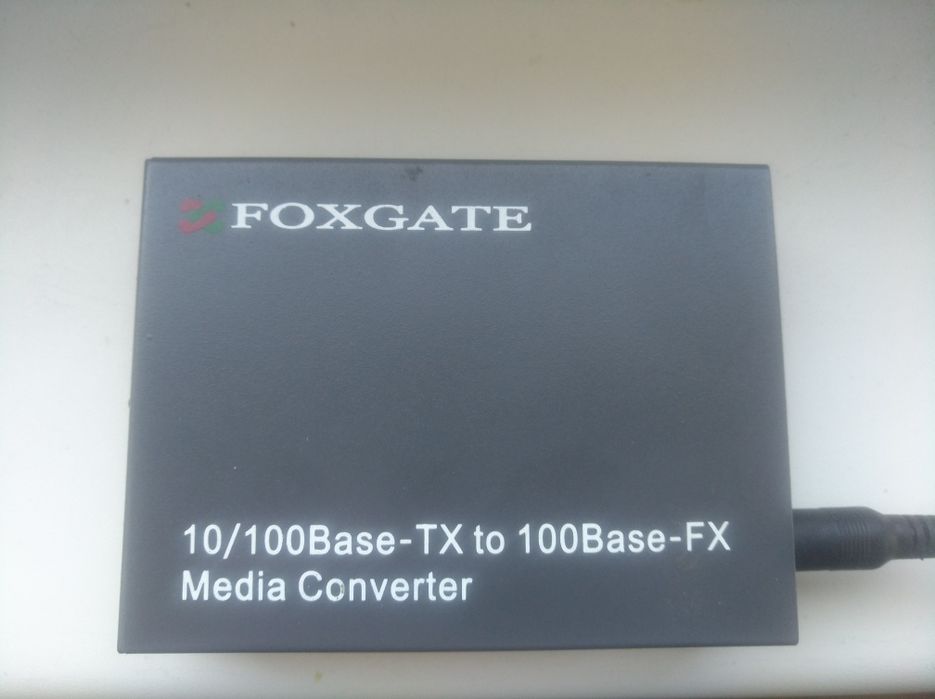 FOXGATE
10/100Base-TX to 100Base-FX
Media Converter